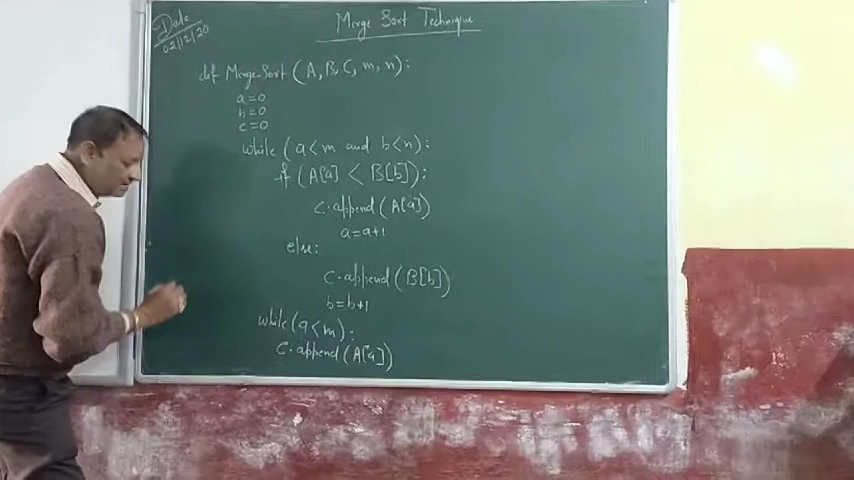 Date
02/12/20
Merge Sort Technique
def Merge-Sort (A, B, C, m, n):
a=0
b=0
c=0
while (a<m and b<n):
if (A[a] < B[b]):
C.append(A[a])
a=a+1
else:
C.append(B[b])
b=b+1
while(a<m):
C.append(A[a])